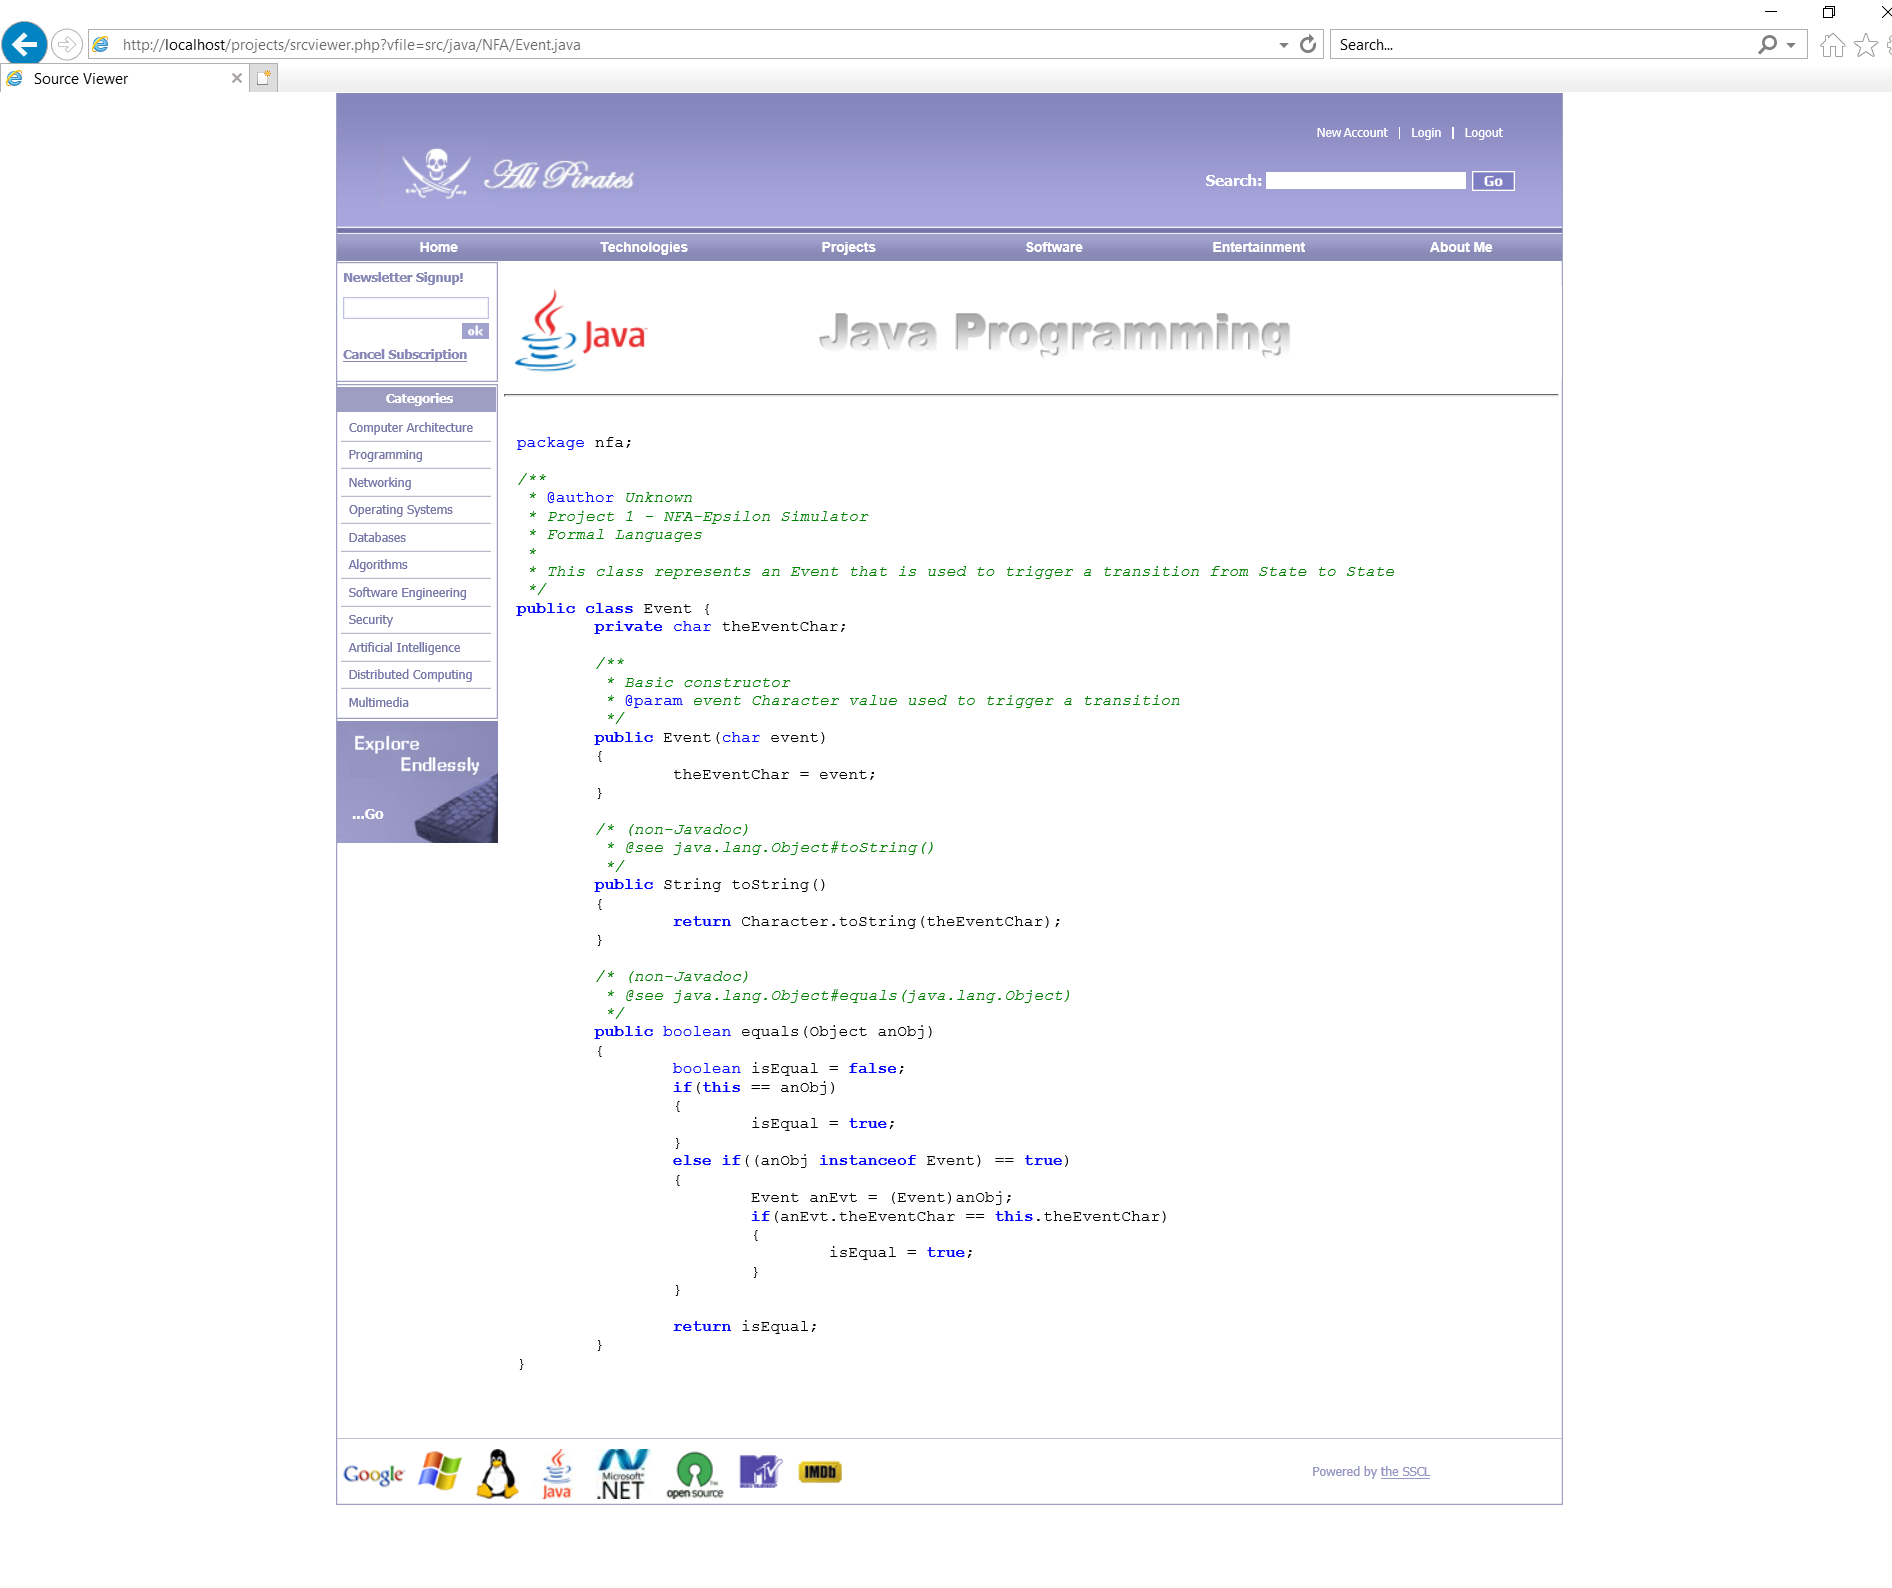 http://localhost/projects/srcviewer.php?vfile=src/java/NFA/Event.java
Search...
Source Viewer
New Account | Login | Logout
All Pirates
Search: Go
Home Technologies Projects Software Entertainment About Me
Newsletter Signup!
ok
Cancel Subscription
Categories
Computer Architecture
Programming
Networking
Operating Systems
Databases
Algorithms
Software Engineering
Security
Artificial Intelligence
Distributed Computing
Multimedia
Explore
Endlessly
...Go
Java
Java Programming
package nfa;
/**
 * @author Unknown
 * Project 1 - NFA-Epsilon Simulator
 * Formal Languages
 *
 * This class represents an Event that is used to trigger a transition from State to State
 */
public class Event {
        private char theEventChar;
        /**
         * Basic constructor
         * @param event Character value used to trigger a transition
         */
        public Event(char event)
        {
                theEventChar = event;
        }
        /* (non-Javadoc)
         * @see java.lang.Object#toString()
         */
        public String toString()
        {
                return Character.toString(theEventChar);
        }
        /* (non-Javadoc)
         * @see java.lang.Object#equals(java.lang.Object)
         */
        public boolean equals(Object anObj)
        {
                boolean isEqual = false;
                if(this == anObj)
                {
                        isEqual = true;
                }
                else if((anObj instanceof Event) == true)
                {
                        Event anEvt = (Event)anObj;
                        if(anEvt.theEventChar == this.theEventChar)
                        {
                                isEqual = true;
                        }
                }
                return isEqual;
        }
}
Google
Java
Microsoft
.NET
open source
MTV
IMDb
Powered by the SSCL